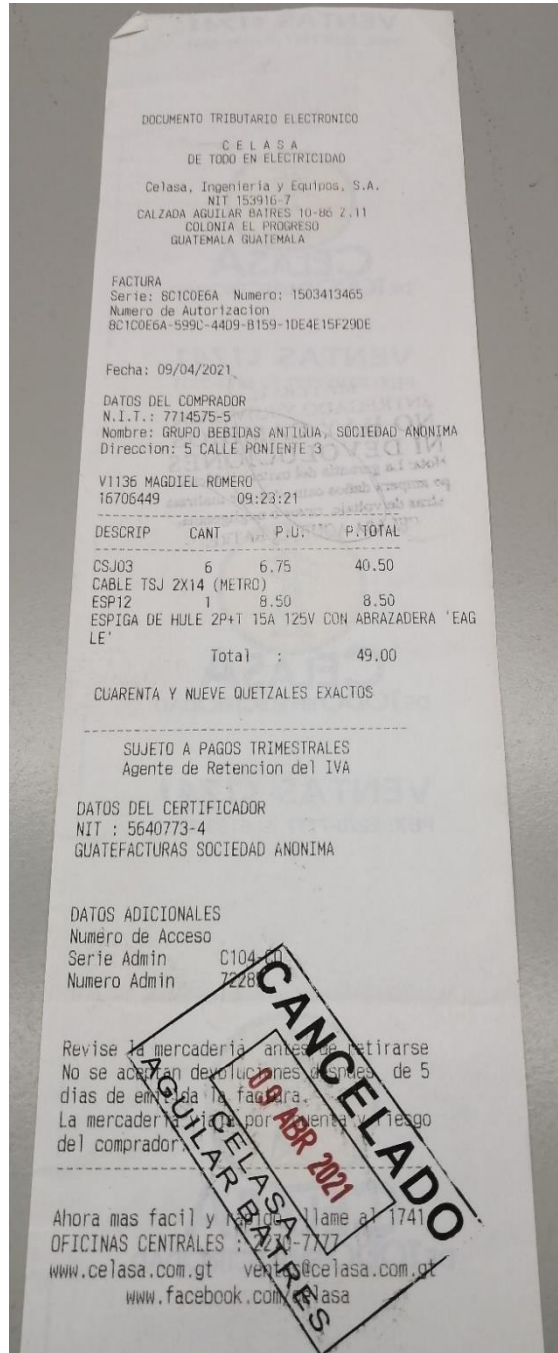 DOCUMENTO TRIBUTARIO ELECTRONICO
C E L A S A
DE TODO EN ELECTRICIDAD
Celasa, Ingenieria y Equipos, S.A.
NIT 153916-7
CALZADA AGUILAR BATRES 10-86 Z.11
COLONIA EL PROGRESO
GUATEMALA GUATEMALA
FACTURA
Serie: 8C1C0E6A Numero: 1503413465
Numero de Autorizacion
8C1C0E6A-599C-44D9-8159-1DE4E15F29DE
Fecha: 09/04/2021
DATOS DEL COMPRADOR
N.I.T.: 7714575-5
Nombre: GRUPO BEBIDAS ANTIGUA, SOCIEDAD ANONIMA
Direccion: 5 CALLE PONIENTE 3
V1136 MAGDIEL ROMERO
16706449 09:23:21
DESCRIP CANT P.U. P.TOTAL
CSJ03 6 6.75 40.50
CABLE TSJ 2X14 (METRO)
ESP12 1 8.50 8.50
ESPIGA DE HULE 2P+T 15A 125V CON ABRAZADERA 'EAG
LE'
Total : 49.00
CUARENTA Y NUEVE QUETZALES EXACTOS
SUJETO A PAGOS TRIMESTRALES
Agente de Retencion del IVA
DATOS DEL CERTIFICADOR
NIT : 5640773-4
GUATEFACTURAS SOCIEDAD ANONIMA
DATOS ADICIONALES
Numero de Acceso
Serie Admin
Numero Admin
Revise la mercaderia antes de retirarse
No se aceptan devoluciones despues de 5
dias de emitida la factura.
La mercaderia viaja por cuenta y riesgo
del comprador.
CANCELADO
09 ABR 2021
CELASA
AGUILAR BATRES
Ahora mas facil y rapido llame al 1741
OFICINAS CENTRALES : 2270-7777
www.celasa.com.gt ventas@celasa.com.gt
www.facebook.com/celasa